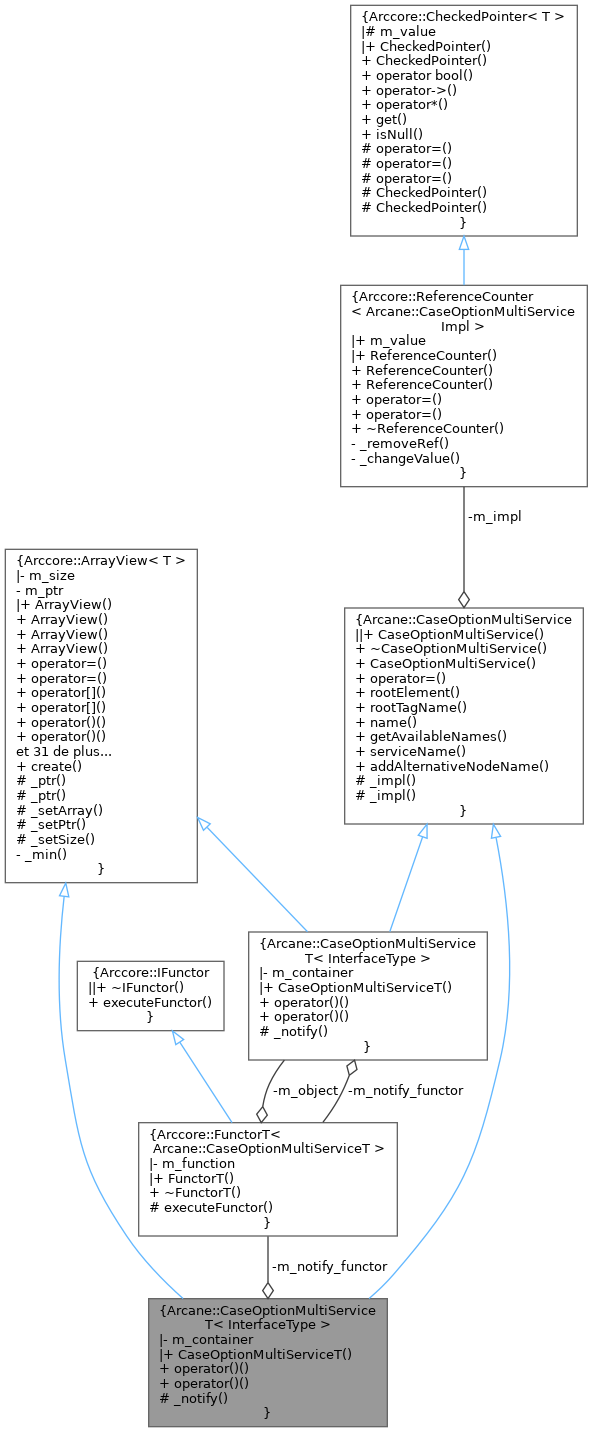 {Arccore::CheckedPointer< T >
|# m_value
|+ CheckedPointer()
+ CheckedPointer()
+ operator bool()
+ operator->()
+ operator*()
+ get()
+ isNull()
# operator=()
# operator=()
# operator=()
# CheckedPointer()
# CheckedPointer()
}
{Arccore::ReferenceCounter
< Arcane::CaseOptionMultiService
Impl >
|+ m_value
|+ ReferenceCounter()
+ ReferenceCounter()
+ ReferenceCounter()
+ operator=()
+ operator=()
+ ~ReferenceCounter()
- _removeRef()
- _changeValue()
}
-m_impl
{Arccore::ArrayView< T >
|- m_size
- m_ptr
|+ ArrayView()
+ ArrayView()
+ ArrayView()
+ ArrayView()
+ operator=()
+ operator=()
+ operator[]()
+ operator[]()
+ operator()()
+ operator()()
et 31 de plus...
+ create()
# _ptr()
# _ptr()
# _setArray()
# _setPtr()
# _setSize()
- _min()
}
{Arcane::CaseOptionMultiService
||+ CaseOptionMultiService()
+ ~CaseOptionMultiService()
+ CaseOptionMultiService()
+ operator=()
+ rootElement()
+ rootTagName()
+ name()
+ getAvailableNames()
+ serviceName()
+ addAlternativeNodeName()
# _impl()
# _impl()
}
{Arcane::CaseOptionMultiService
T< InterfaceType >
|- m_container
|+ CaseOptionMultiServiceT()
+ operator()()
+ operator()()
# _notify()
}
{Arccore::IFunctor
||+ ~IFunctor()
+ executeFunctor()
}
-m_object
-m_notify_functor
{Arccore::FunctorT<
Arcane::CaseOptionMultiServiceT >
|- m_function
|+ FunctorT()
+ ~FunctorT()
# executeFunctor()
}
-m_notify_functor
{Arcane::CaseOptionMultiService
T< InterfaceType >
|- m_container
|+ CaseOptionMultiServiceT()
+ operator()()
+ operator()()
# _notify()
}